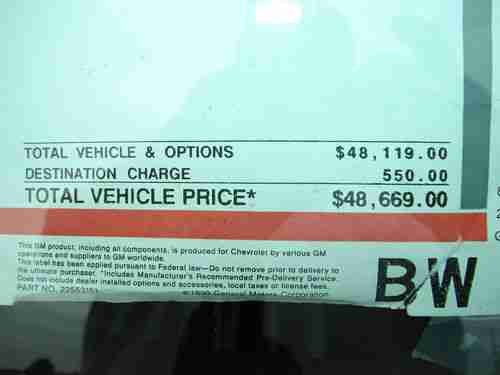 TOTAL VEHICLE & OPTIONS $48,119.00
DESTINATION CHARGE 550.00
TOTAL VEHICLE PRICE* $48,669.00
This GM product, including all components, is produced for Chevrolet by various GM
operations and suppliers to GM worldwide.
This label has been applied pursuant to Federal law—Do not remove prior to delivery to
the ultimate purchaser. *Includes Manufacturer's Recommended Pre-Delivery Service.
Does not include dealer installed options and accessories, local taxes or license fees.
PART NO. General Motors Corporation
B/W